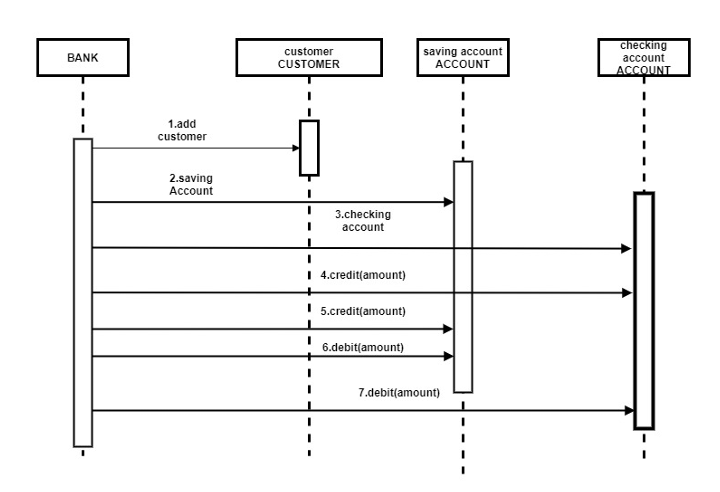 BANK
customer
CUSTOMER
saving account
ACCOUNT
checking
account
ACCOUNT
1.add
customer
2.saving
Account
3.checking
account
4.credit(amount)
5.credit(amount)
6.debit(amount)
7.debit(amount)